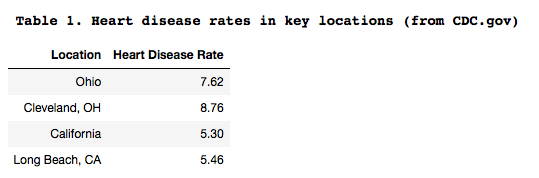 Table 1. Heart disease rates in key locations (from CDC.gov)
Location Heart Disease Rate
Ohio 7.62
Cleveland, OH 8.76
California 5.30
Long Beach, CA 5.46